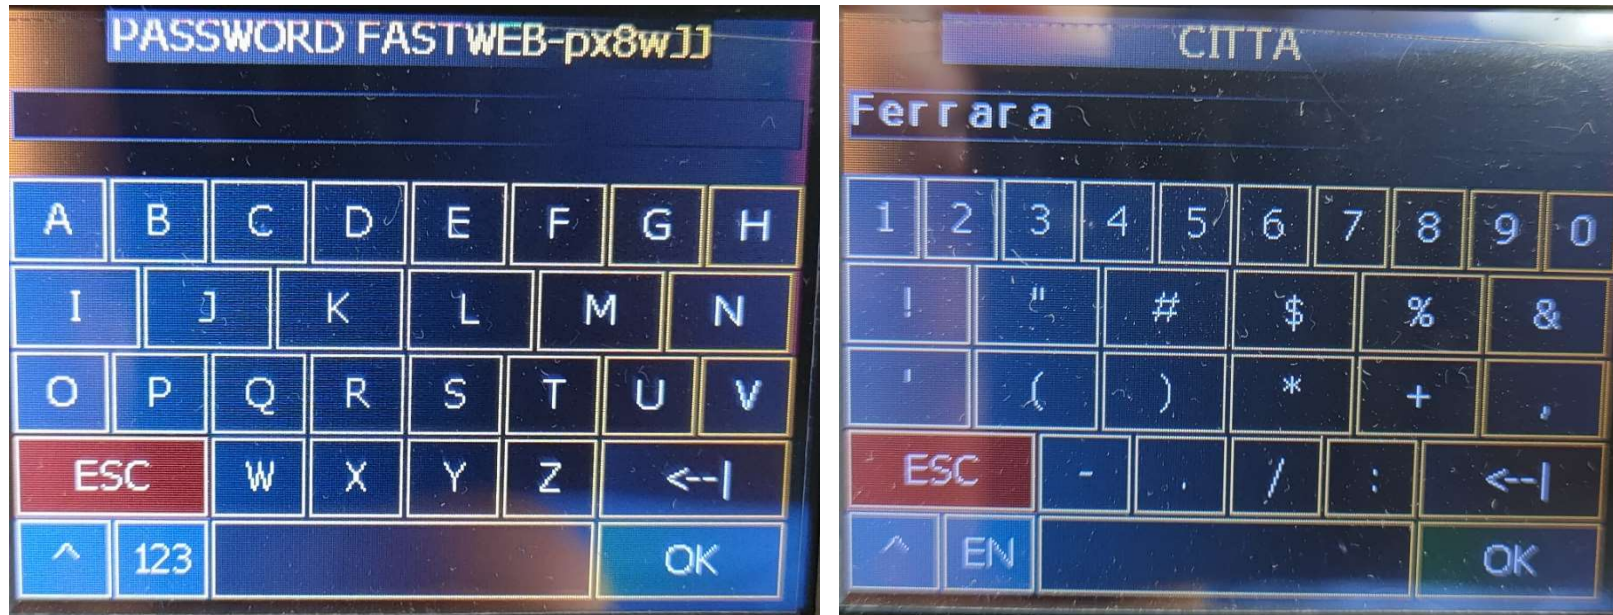 PASSWORD FASTWEB-px8wJJ
A B C D E F G H
I J K L M N
O P Q R S T U V
ESC W X Y Z <--|
^ 123 OK
CITTA
Ferrara
1 2 3 4 5 6 7 8 9 0
! " # $ % &
' ( ) * + ,
ESC - . / : <--|
^ EN OK